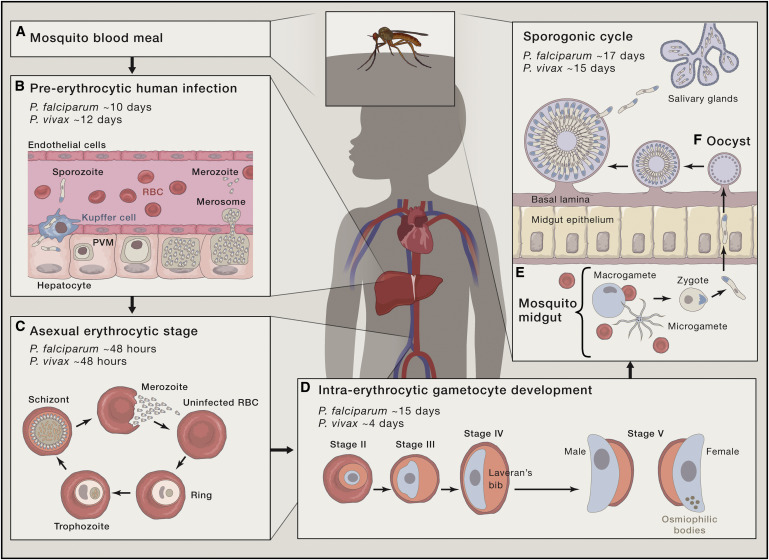 A Mosquito blood meal
B Pre-erythrocytic human infection
P. falciparum ~10 days
P. vivax ~12 days
Endothelial cells
Sporozoite
Merozoite
RBC
Merosome
Kupffer cell
PVM
Hepatocyte
C Asexual erythrocytic stage
P. falciparum ~48 hours
P. vivax ~48 hours
Merozoite
Schizont
Uninfected RBC
Ring
Trophozoite
D Intra-erythrocytic gametocyte development
P. falciparum ~15 days
P. vivax ~4 days
Stage II
Stage III
Stage IV
Stage V
Male
Female
Laveran's
bib
Osmiophilic
bodies
E
Mosquito
midgut
Macrogamete
Zygote
Microgamete
Sporogonic cycle
P. falciparum ~17 days
P. vivax ~15 days
Salivary glands
F Oocyst
Basal lamina
Midgut epithelium